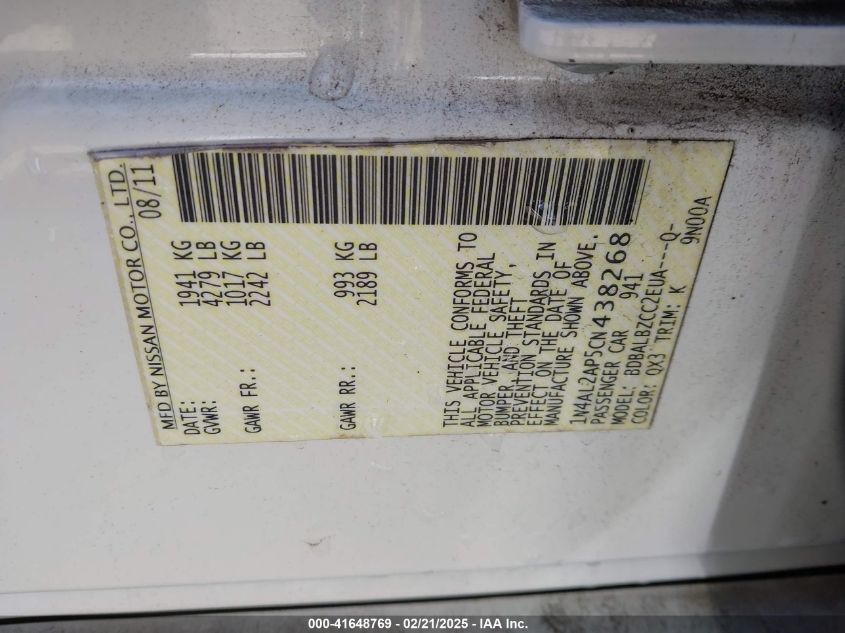 MFD BY NISSAN MOTOR CO., LTD.
DATE: 08/11
GVWR: 1941 KG
4279 LB
GAWR FR.: 1017 KG
2242 LB
GAWR RR.: 993 KG
2189 LB
THIS VEHICLE CONFORMS TO
ALL APPLICABLE FEDERAL
MOTOR VEHICLE SAFETY,
BUMPER, AND THEFT
PREVENTION STANDARDS IN
EFFECT ON THE DATE OF
MANUFACTURE SHOWN ABOVE.
1N4AL2AP5CN438268
PASSENGER CAR 941
MODEL: BDBALBZCC2EUA----Q-
COLOR: QX3 TRIM: K 9N00A
000-41648769 - 02/21/2025 - IAA Inc.